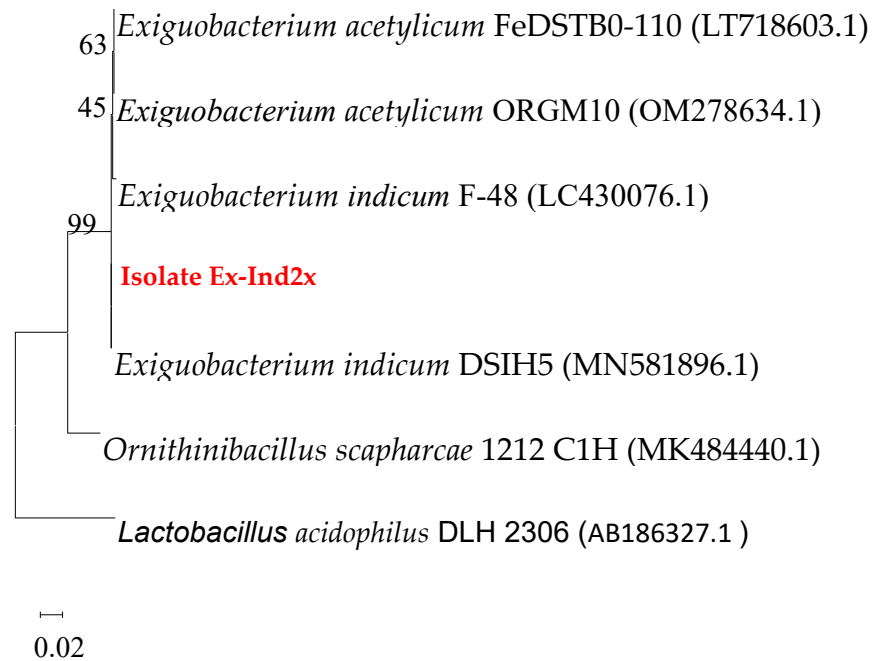 Exiguobacterium acetylicum FeDSTB0-110 (LT718603.1)
63
45
Exiguobacterium acetylicum ORGM10 (OM278634.1)
Exiguobacterium indicum F-48 (LC430076.1)
99
Isolate Ex-Ind2x
Exiguobacterium indicum DSIH5 (MN581896.1)
Ornithinibacillus scapharcae 1212 C1H (MK484440.1)
Lactobacillus acidophilus DLH 2306 (AB186327.1 )
0.02